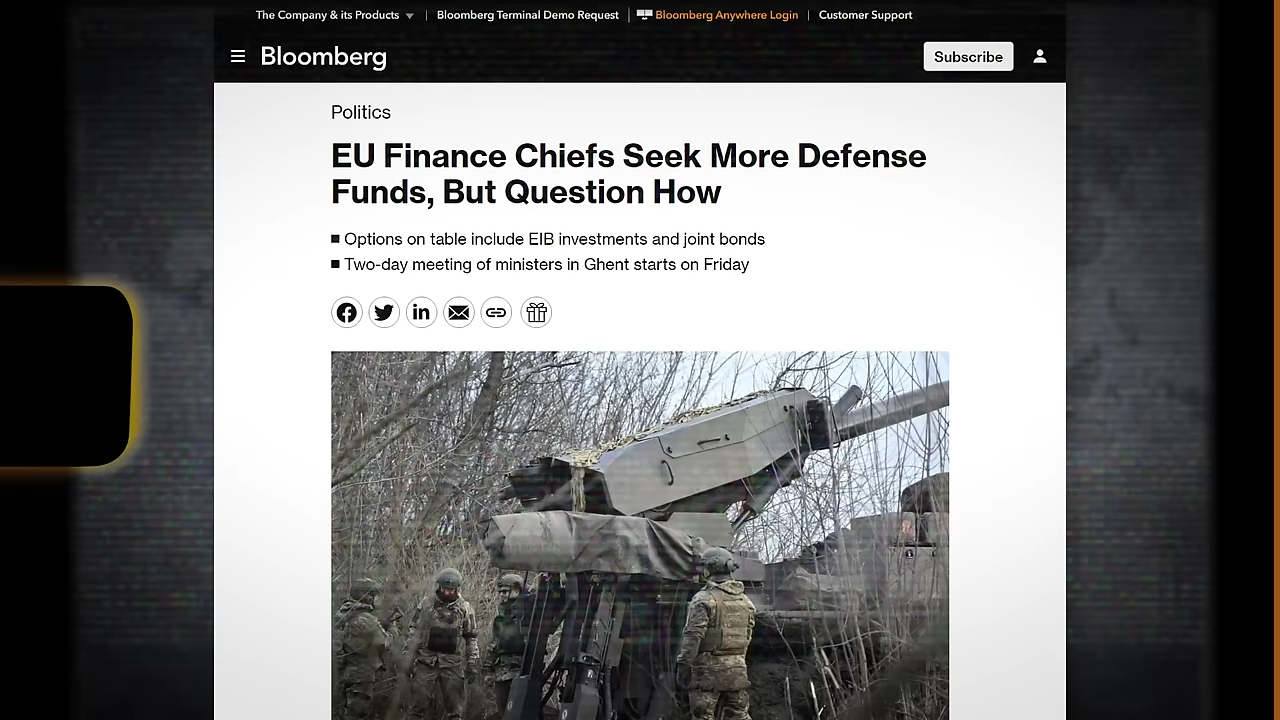 The Company & its Products
Bloomberg Terminal Demo Request
Bloomberg Anywhere Login
Customer Support
Bloomberg
Subscribe
Politics
EU Finance Chiefs Seek More Defense
Funds, But Question How
Options on table include EIB investments and joint bonds
Two-day meeting of ministers in Ghent starts on Friday